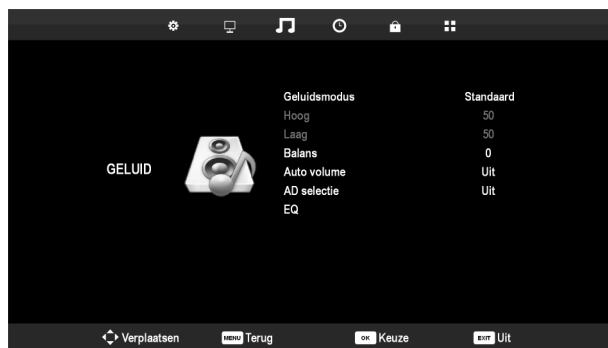 Geluidsmodus Standaard
Hoog 50
Laag 50
Balans 0
GELUID
Auto volume Uit
AD selectie Uit
EQ
Verplaatsen MENU Terug OK Keuze EXIT Uit